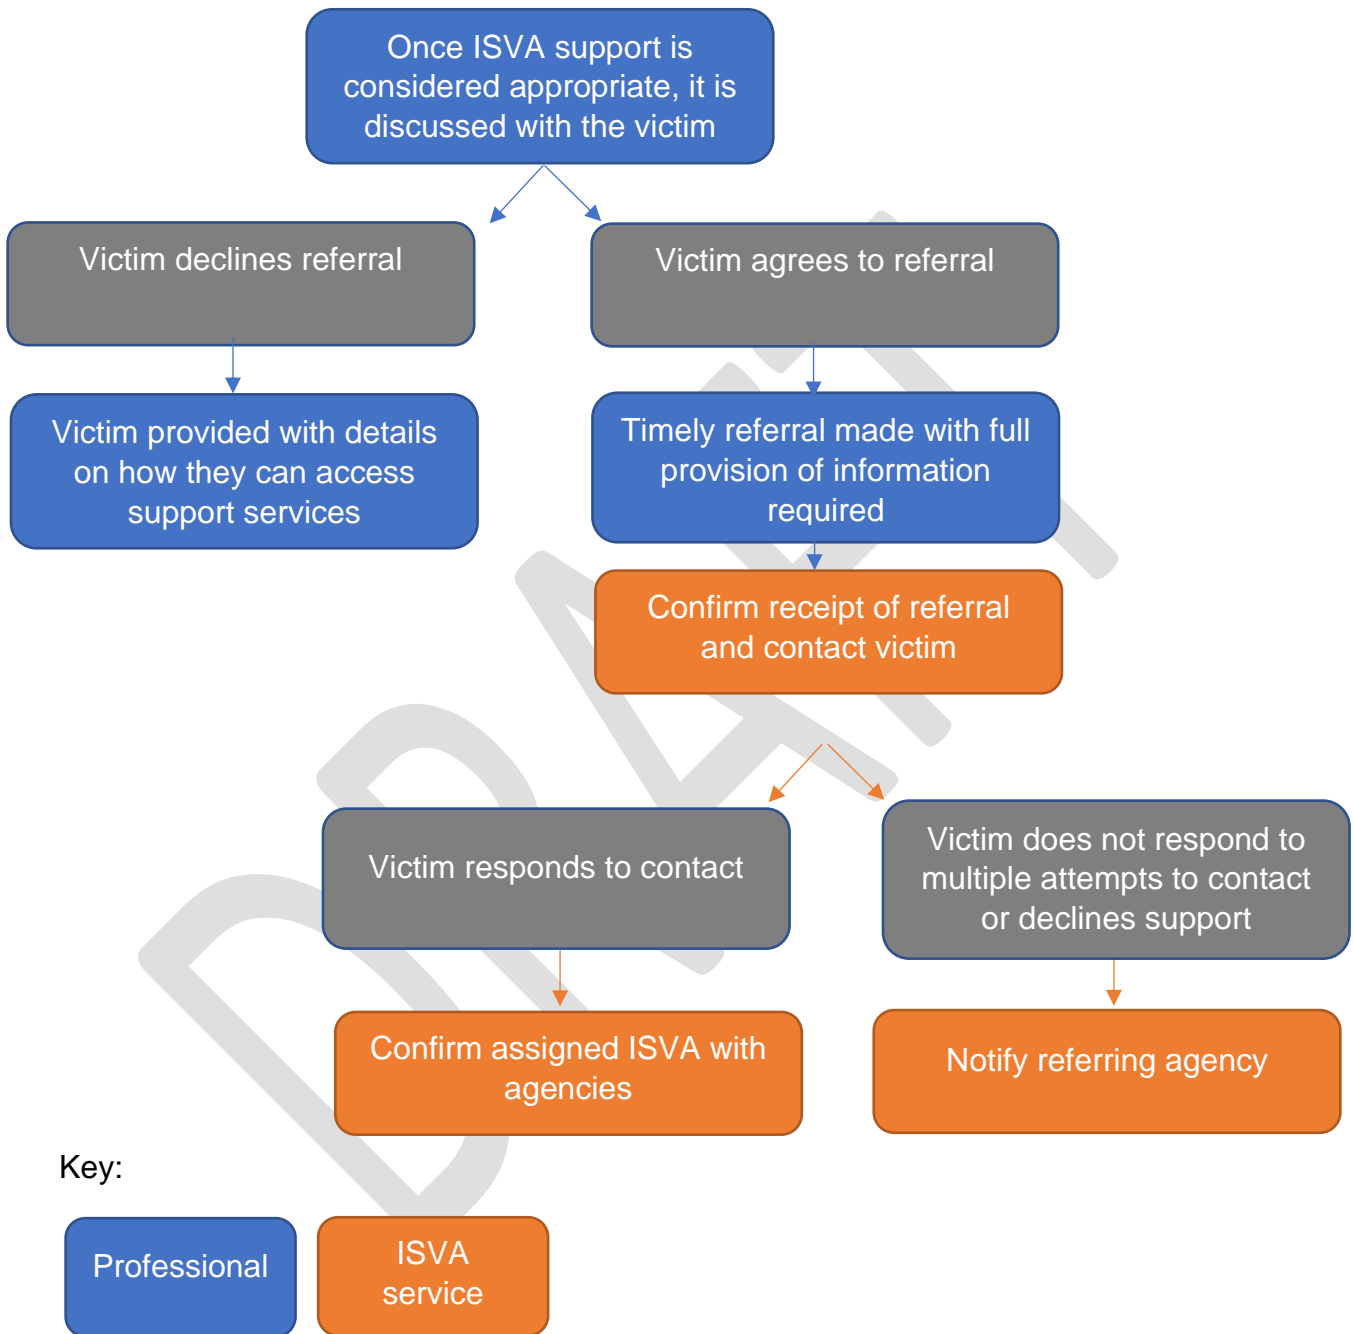 Once ISVA support is
considered appropriate, it is
discussed with the victim
Victim declines referral
Victim agrees to referral
Victim provided with details
on how they can access
support services
Timely referral made with full
provision of information
required
Confirm receipt of referral
and contact victim
Victim responds to contact
Victim does not respond to
multiple attempts to contact
or declines support
Confirm assigned ISVA with
agencies
Notify referring agency
Key:
Professional
ISVA
service
DRAFT